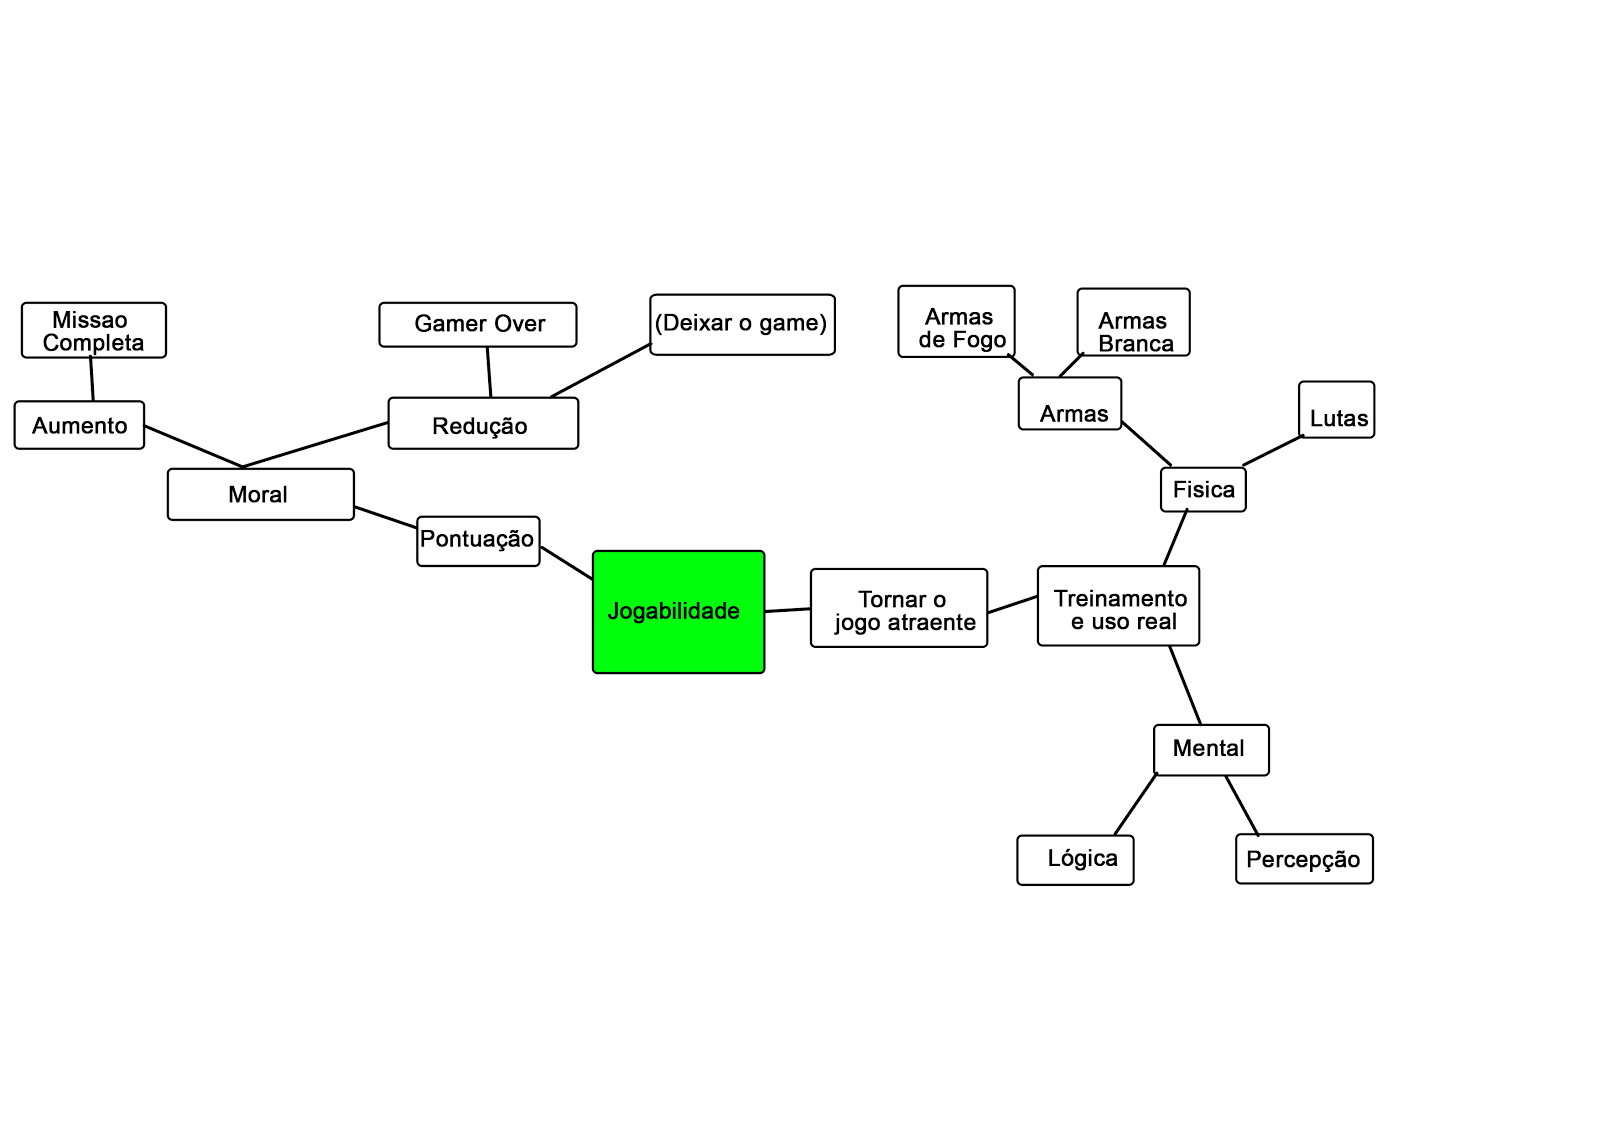 Missao
Completa
Gamer Over
(Deixar o game)
Armas
de Fogo
Armas
Branca
Aumento
Redução
Armas
Lutas
Moral
Fisica
Pontuação
Jogabilidade
Tornar o
jogo atraente
Treinamento
e uso real
Mental
Lógica
Percepção